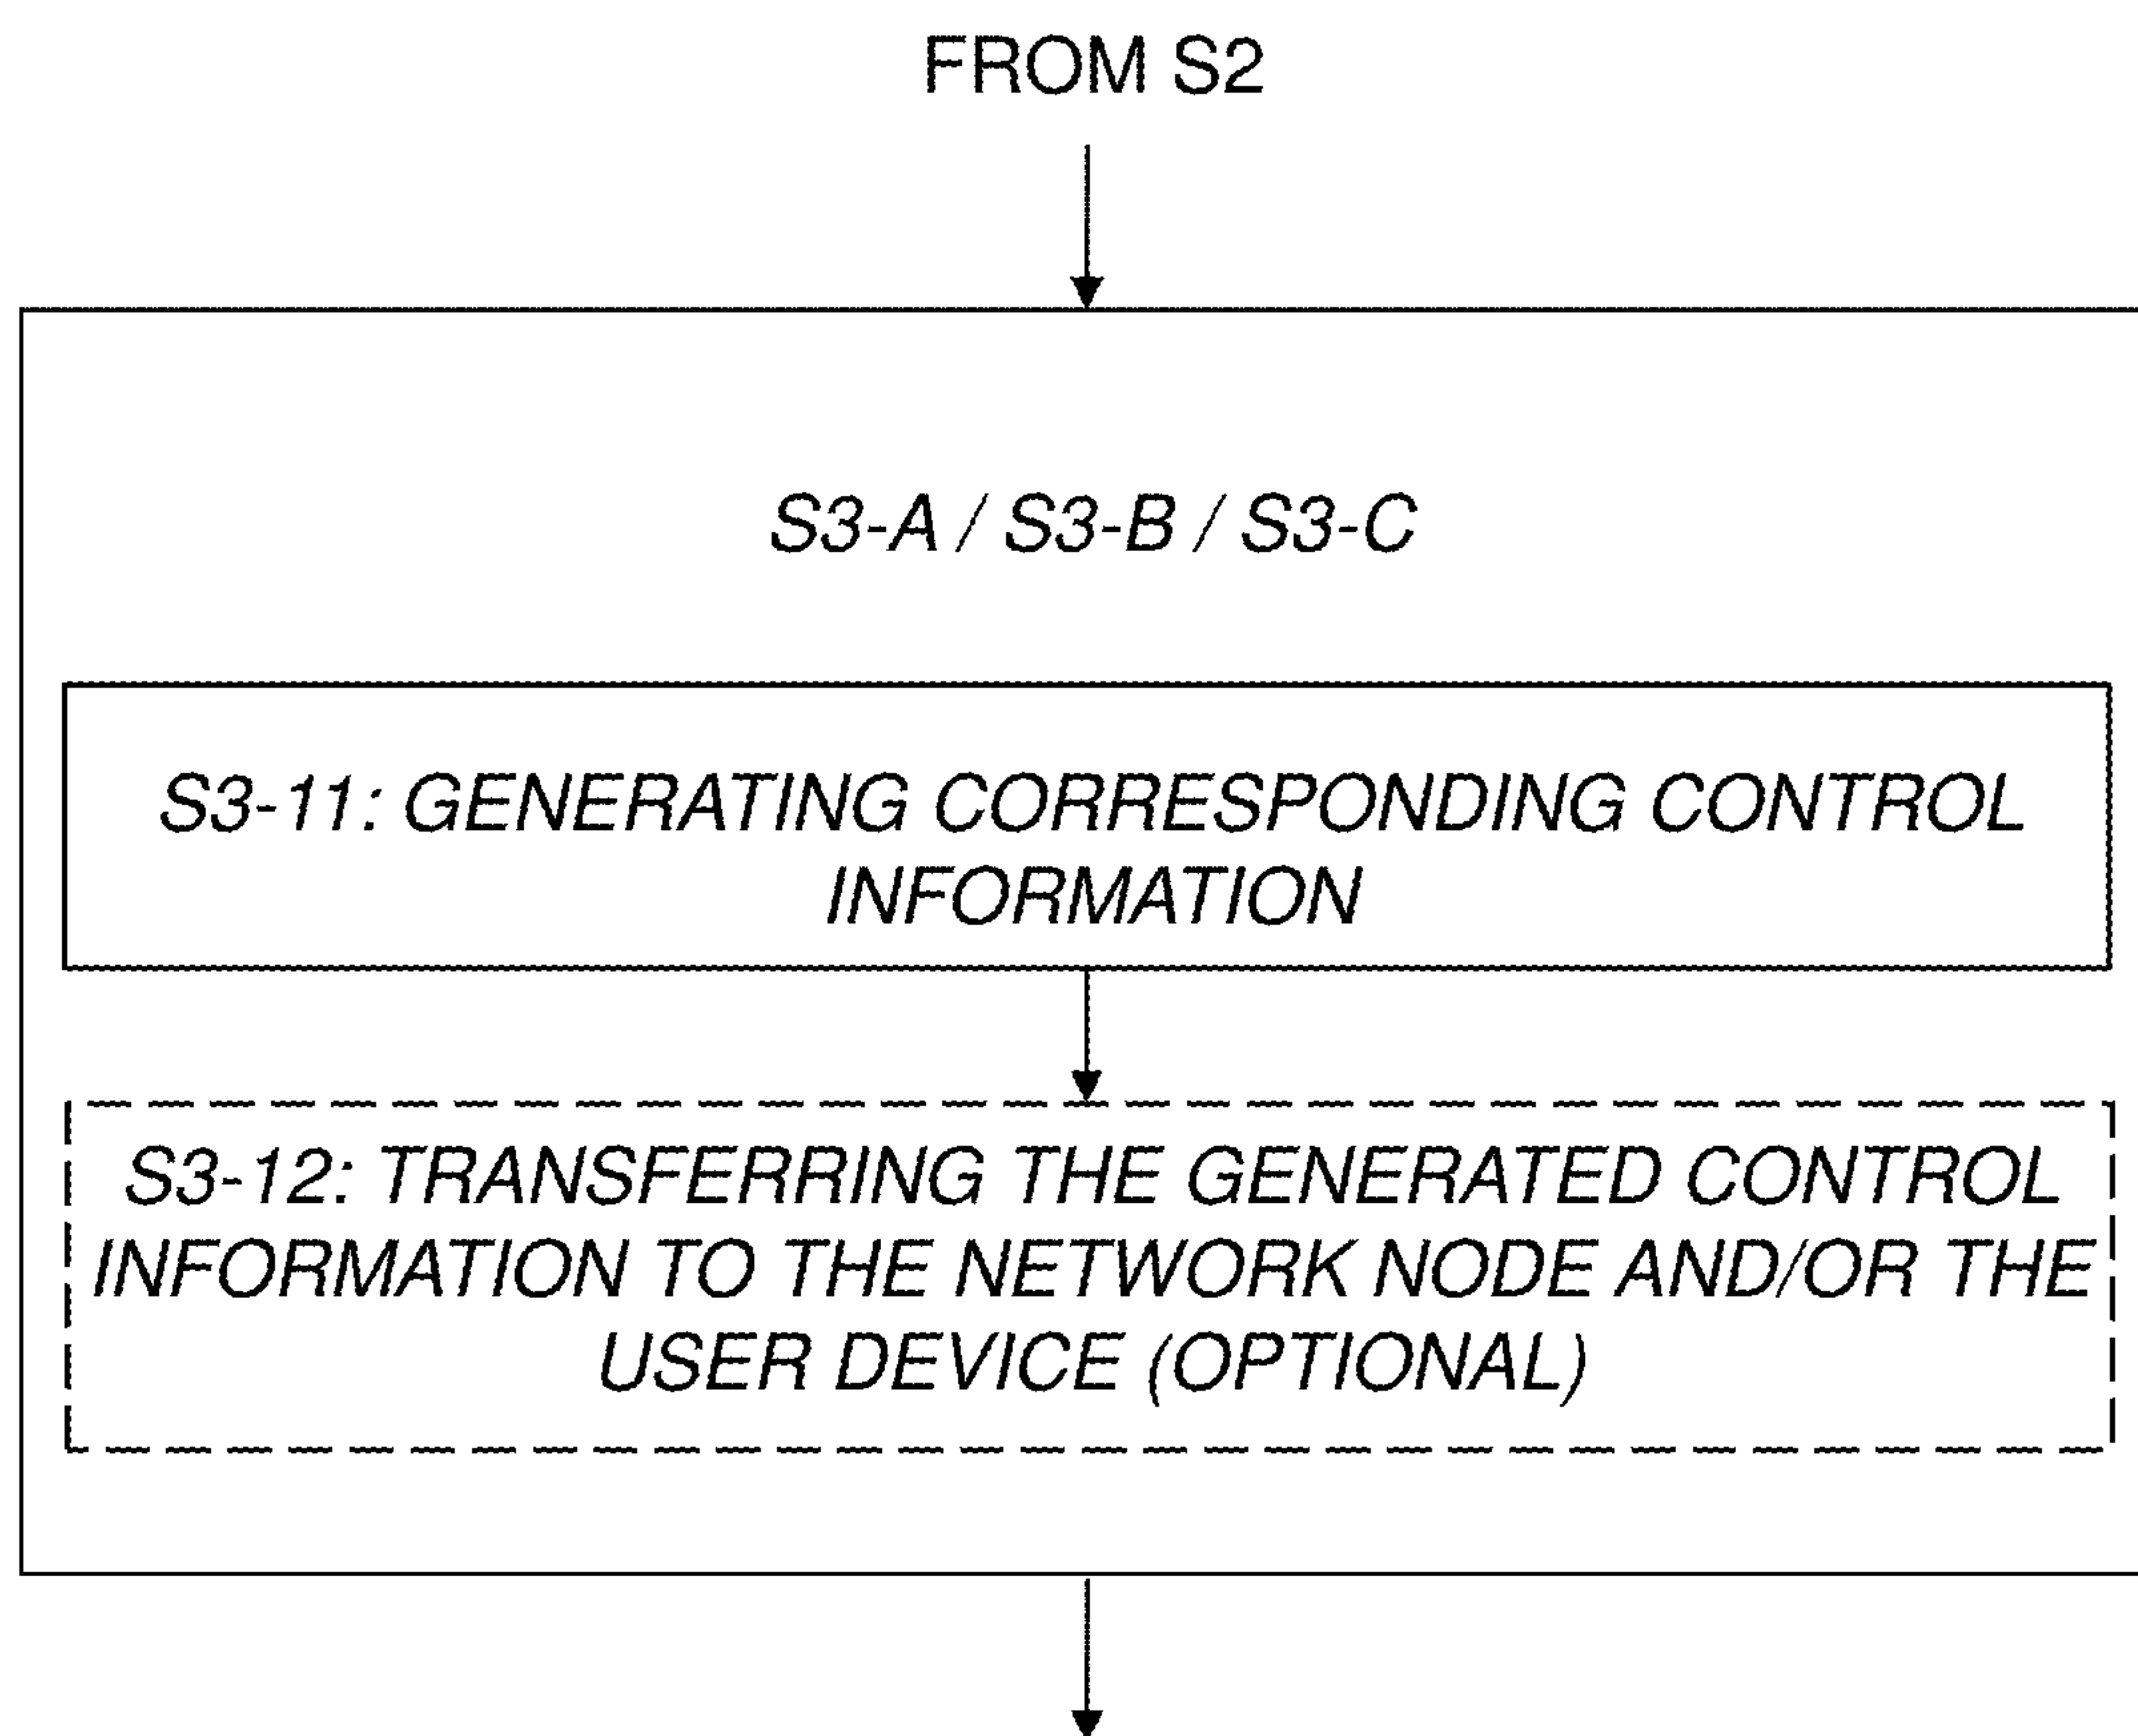 FROM S2
S3-A / S3-B / S3-C
S3-11: GENERATING CORRESPONDING CONTROL
INFORMATION
S3-12: TRANSFERRING THE GENERATED CONTROL
INFORMATION TO THE NETWORK NODE AND/OR THE
USER DEVICE (OPTIONAL)